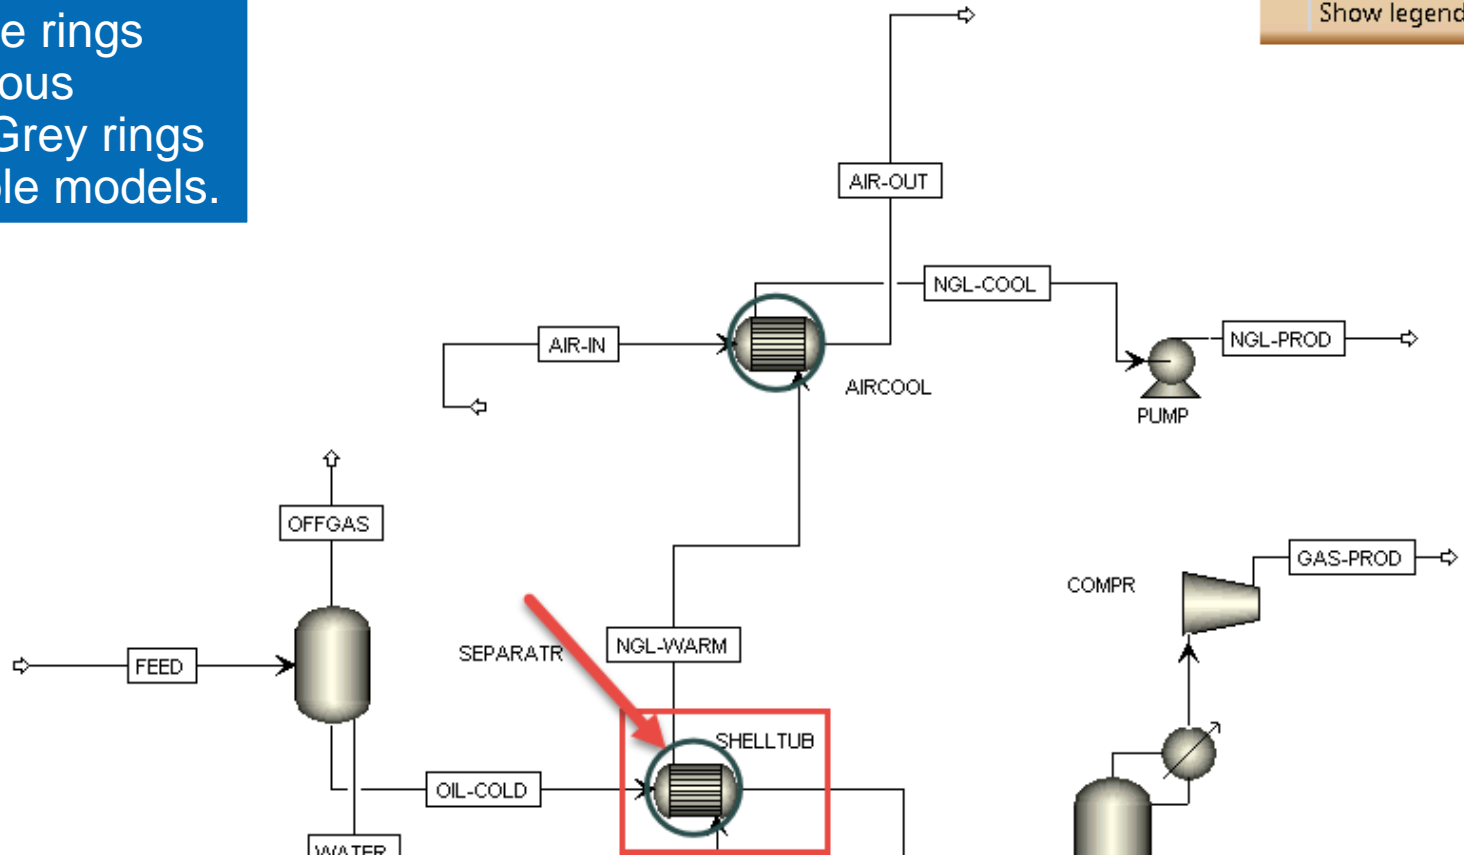 e rings
ous
Grey rings
le models.
Show legend
AIR-OUT
NGL-COOL
AIR-IN
NGL-PROD
AIRCOOL
PUMP
OFFGAS
GAS-PROD
COMPR
SEPARATR
NGL-WARM
FEED
SHELLTUB
OIL-COLD
WATER